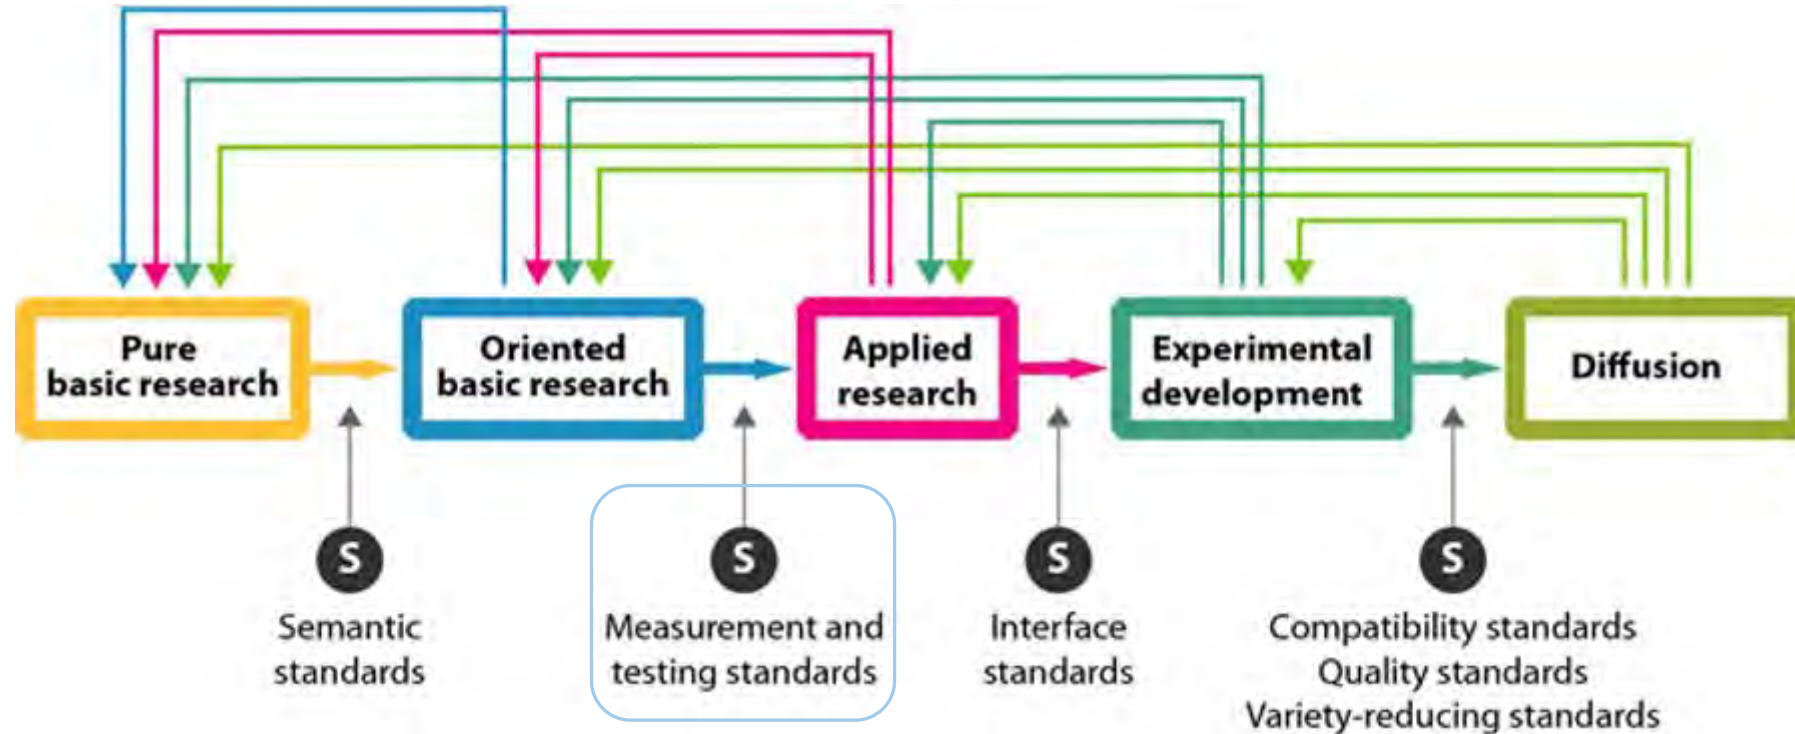 Pure
basic research
Oriented
basic research
Applied
research
Experimental
development
Diffusion
S
S
S
S
Semantic
standards
Measurement and
testing standards
Interface
standards
Compatibility standards
Quality standards
Variety-reducing standards